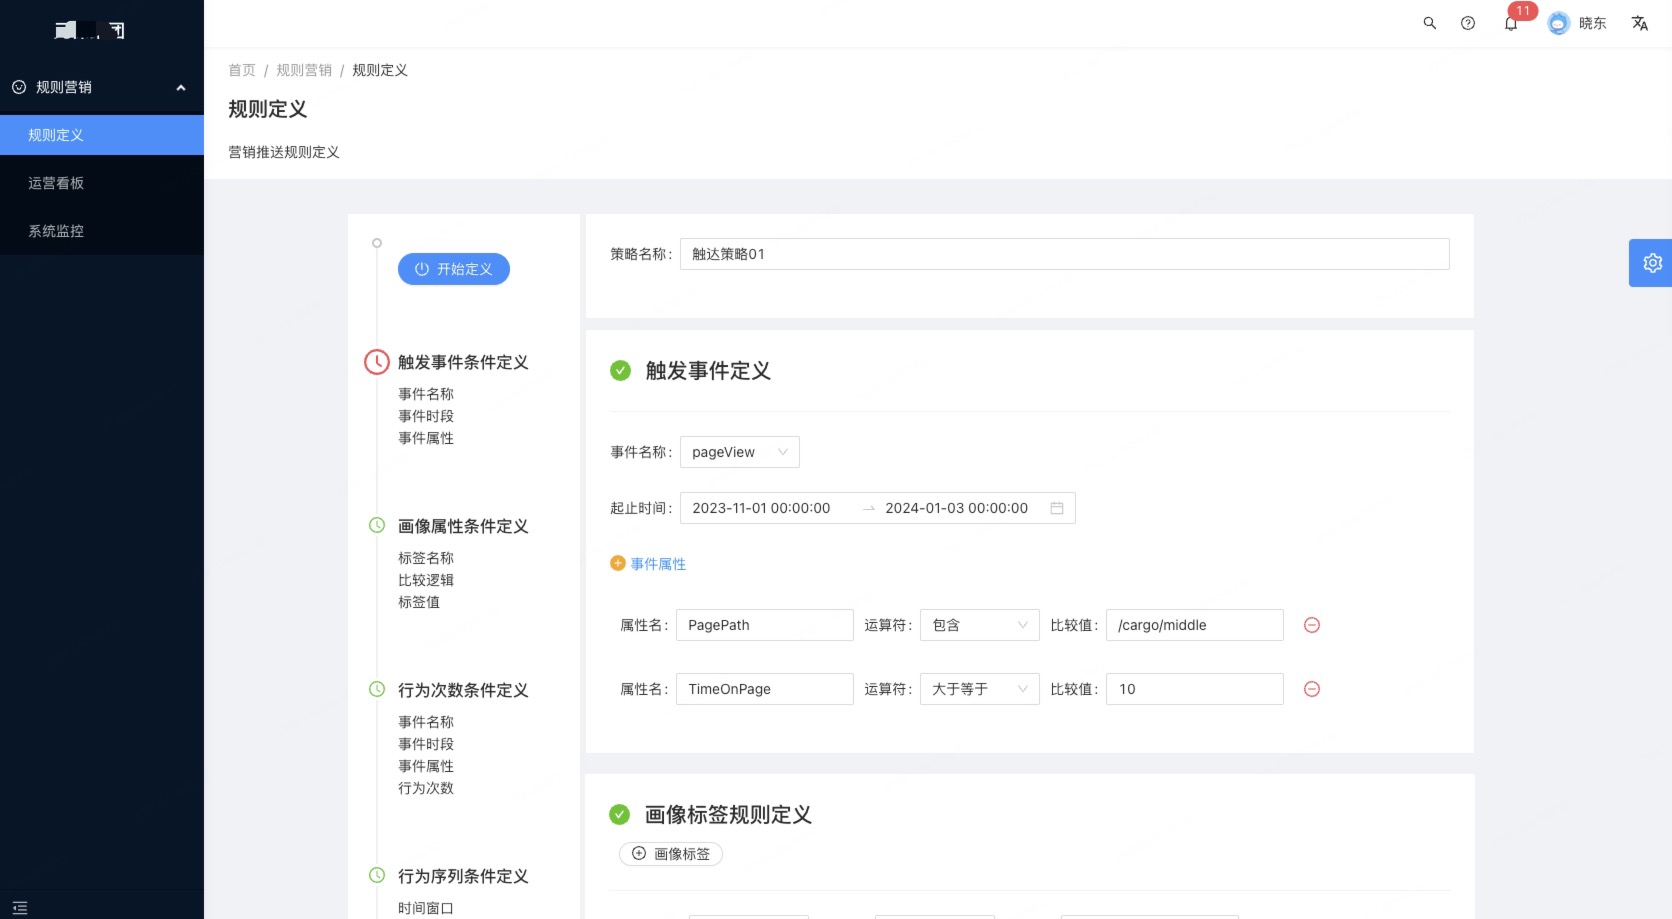 11
晓东
规则营销
规则定义
运营看板
系统监控
首页 / 规则营销 / 规则定义
规则定义
营销推送规则定义
开始定义
触发事件条件定义
事件名称
事件时段
事件属性
画像属性条件定义
标签名称
比较逻辑
标签值
行为次数条件定义
事件名称
事件时段
事件属性
行为次数
行为序列条件定义
时间窗口
策略名称: 触达策略01
触发事件定义
事件名称: pageView
起止时间: 2023-11-01 00:00:00 → 2024-01-03 00:00:00
事件属性
属性名: PagePath 运算符: 包含 比较值: /cargo/middle
属性名: TimeOnPage 运算符: 大于等于 比较值: 10
画像标签规则定义
画像标签